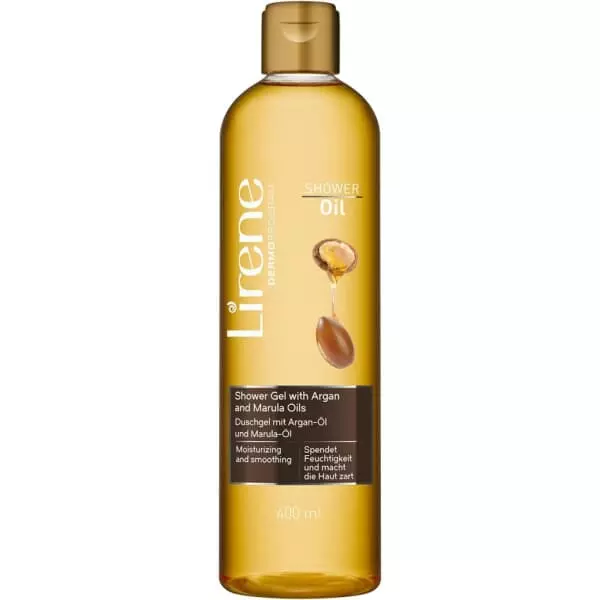 SHOWER
Oil
Lirene
DERMOPROGRAM
Shower Gel with Argan
and Marula Oils
Duschgel mit Argan-Öl
und Marula-Öl
Moisturizing
and smoothing
Spendet
Feuchtigkeit
und macht
die Haut zart
400 ml